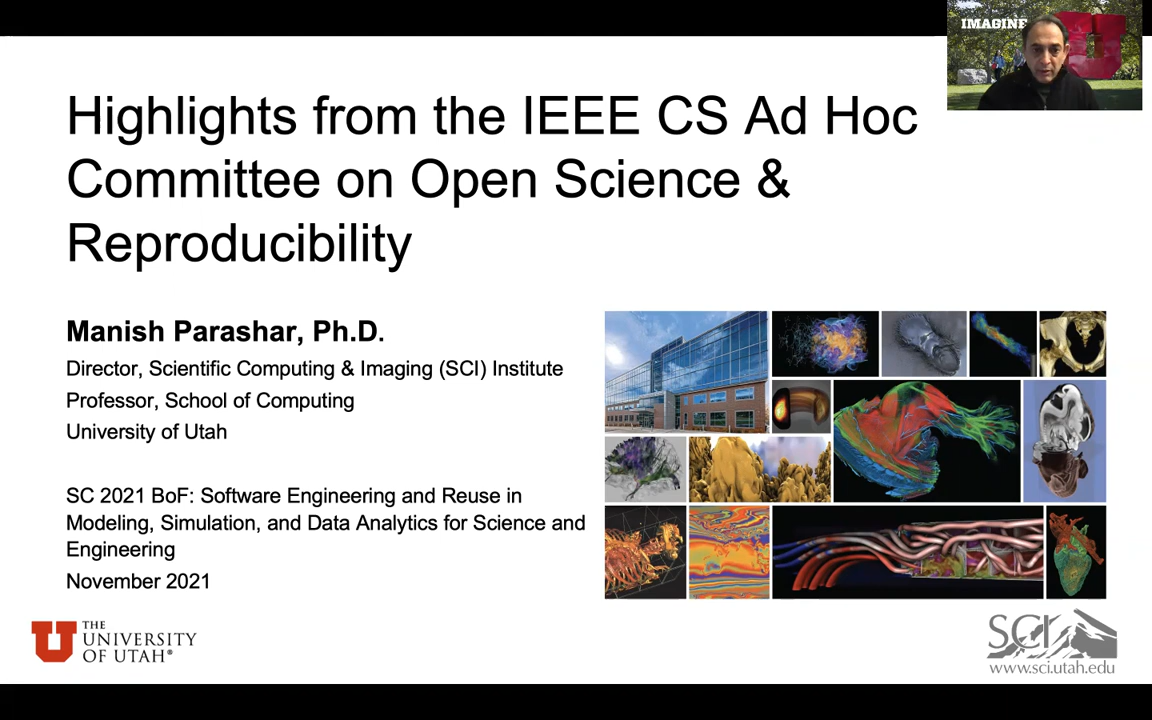 IMAGINE
Highlights from the IEEE CS Ad Hoc
Committee on Open Science &
Reproducibility
Manish Parashar, Ph.D.
Director, Scientific Computing & Imaging (SCI) Institute
Professor, School of Computing
University of Utah
SC 2021 BoF: Software Engineering and Reuse in
Modeling, Simulation, and Data Analytics for Science and
Engineering
November 2021
THE
UNIVERSITY
OF UTAH®
SCI
www.sci.utah.edu